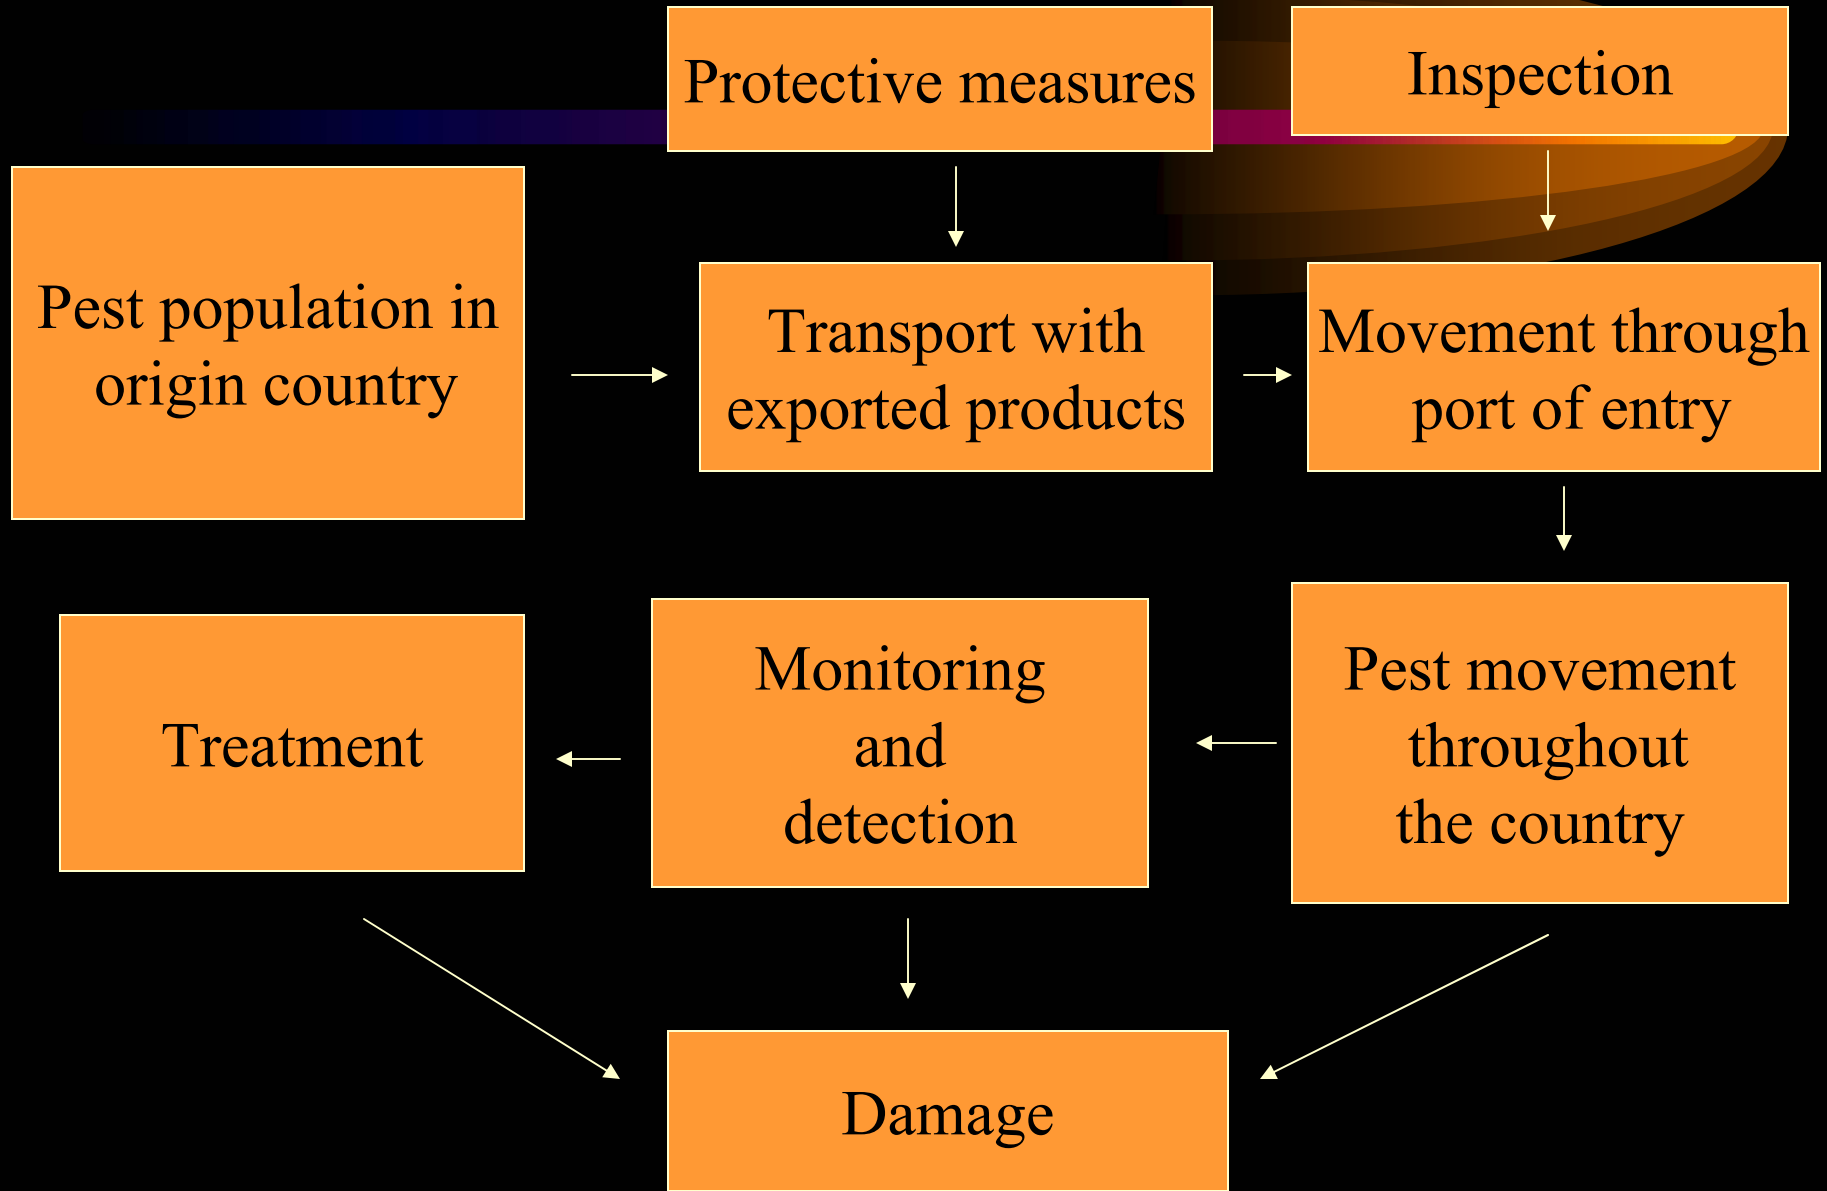 Protective measures
Inspection
Pest population in
origin country
Transport with
exported products
Movement through
port of entry
Treatment
Monitoring
and
detection
Pest movement
throughout
the country
Damage